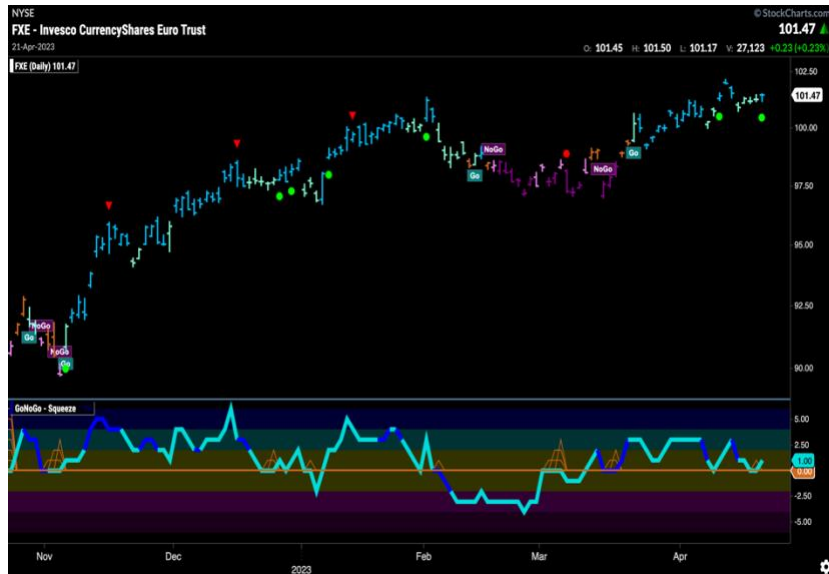 NYSE
© StockCharts.com
FXE - Invesco CurrencyShares Euro Trust
101.47
21-Apr-2023
O: 101.45 H: 101.50 L: 101.17 V: 27,123 +0.23 (+0.23%)
FXE (Daily) 101.47
102.50
101.47
100.00
NoGo
Go
Go
NoGo
97.50
95.00
92.50
NoGo
Go
NoGo
Go
90.00
GoNoGo - Squeeze
5.00
2.50
1.00
0.00
-2.50
-5.00
Nov Dec 2023 Feb Mar Apr